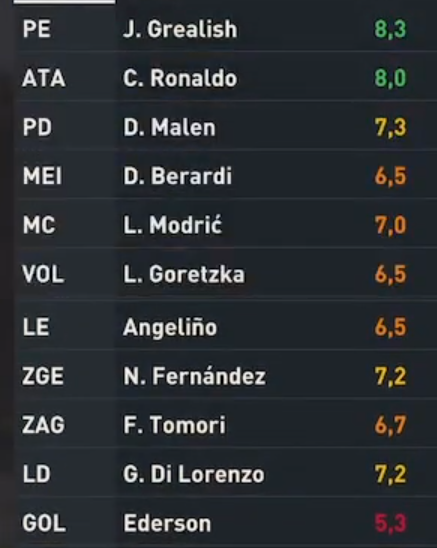 PE J. Grealish 8,3
ATA C. Ronaldo 8,0
PD D. Malen 7,3
MEI D. Berardi 6,5
MC L. Modrić 7,0
VOL L. Goretzka 6,5
LE Angeliño 6,5
ZGE N. Fernández 7,2
ZAG F. Tomori 6,7
LD G. Di Lorenzo 7,2
GOL Ederson 5,3